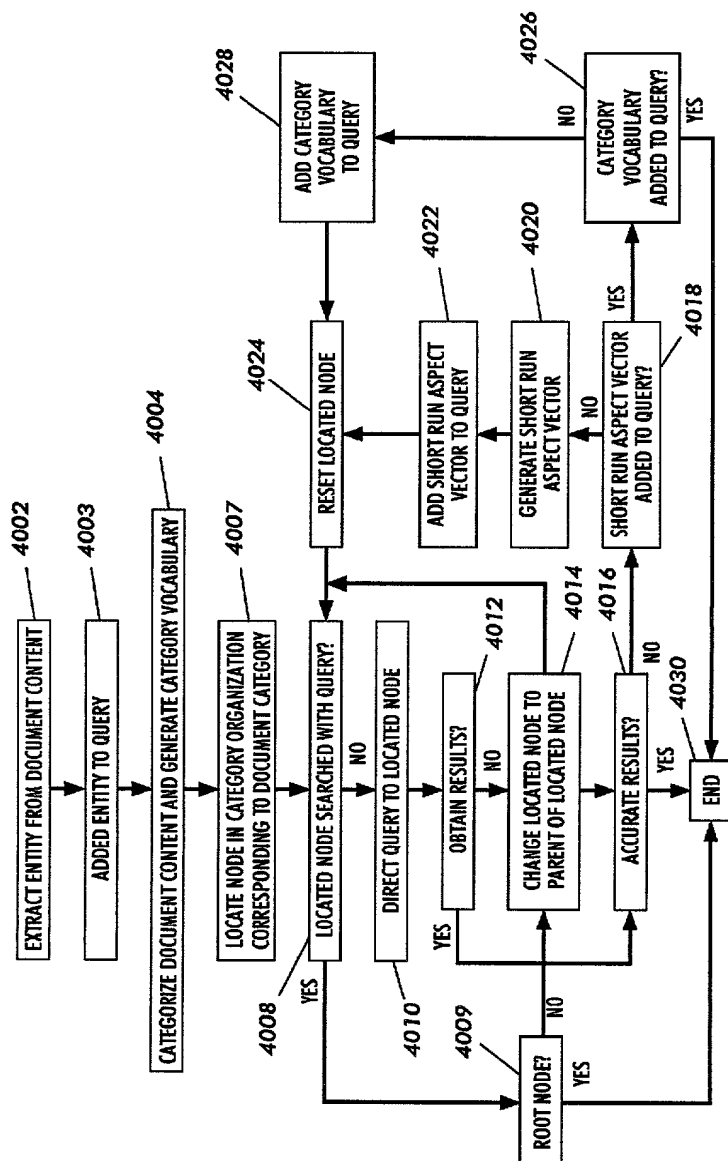 4002
EXTRACT ENTITY FROM DOCUMENT CONTENT
4003
ADDED ENTITY TO QUERY
4004
CATEGORIZE DOCUMENT CONTENT AND GENERATE CATEGORY VOCABULARY
4007
LOCATE NODE IN CATEGORY ORGANIZATION
CORRESPONDING TO DOCUMENT CATEGORY
4008
LOCATED NODE SEARCHED WITH QUERY?
YES
NO
4010
DIRECT QUERY TO LOCATED NODE
4012
OBTAIN RESULTS?
YES
NO
4009
ROOT NODE?
NO
YES
4014
CHANGE LOCATED NODE TO
PARENT OF LOCATED NODE
4016
ACCURATE RESULTS?
NO
YES
4018
SHORT RUN ASPECT VECTOR
ADDED TO QUERY?
NO
YES
4020
GENERATE SHORT RUN
ASPECT VECTOR
4022
ADD SHORT RUN ASPECT
VECTOR TO QUERY
4024
RESET LOCATED NODE
4026
CATEGORY
VOCABULARY
ADDED TO QUERY?
NO
YES
4028
ADD CATEGORY
VOCABULARY
TO QUERY
4030
END